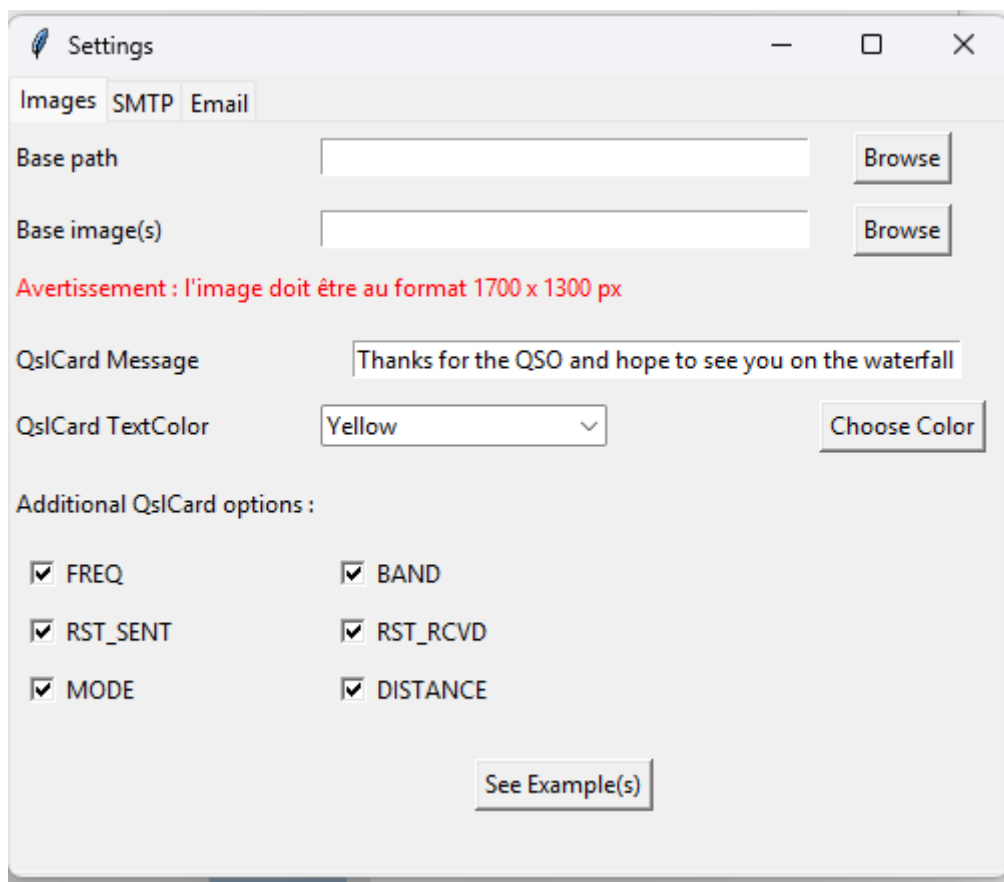 Settings
Images SMTP Email
Base path Browse
Base image(s) Browse
Avertissement : l'image doit être au format 1700 x 1300 px
QslCard Message Thanks for the QSO and hope to see you on the waterfall
QslCard TextColor Yellow Choose Color
Additional QslCard options :
FREQ BAND
RST_SENT RST_RCVD
MODE DISTANCE
See Example(s)